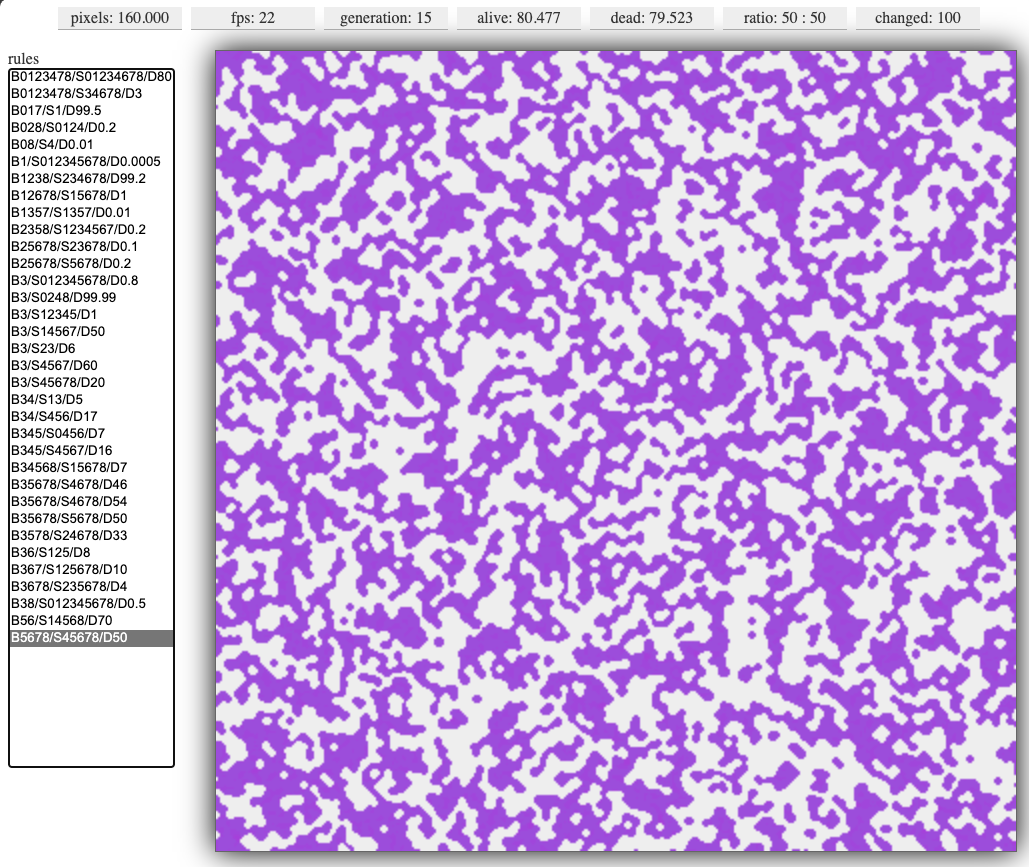 pixels: 160.000 fps: 22 generation: 15 alive: 80.477 dead: 79.523 ratio: 50 : 50 changed: 100
rules
B0123478/S01234678/D80
B0123478/S34678/D3
B017/S1/D99.5
B028/S0124/D0.2
B08/S4/D0.01
B1/S012345678/D0.0005
B1238/S234678/D99.2
B12678/S15678/D1
B1357/S1357/D0.01
B2358/S1234567/D0.2
B25678/S23678/D0.1
B25678/S5678/D0.2
B3/S012345678/D0.8
B3/S0248/D99.99
B3/S12345/D1
B3/S14567/D50
B3/S23/D6
B3/S4567/D60
B3/S45678/D20
B34/S13/D5
B34/S456/D17
B345/S0456/D7
B345/S4567/D16
B34568/S15678/D7
B35678/S4678/D46
B35678/S4678/D54
B35678/S5678/D50
B3578/S24678/D33
B36/S125/D8
B367/S125678/D10
B3678/S235678/D4
B38/S012345678/D0.5
B56/S14568/D70
B5678/S45678/D50